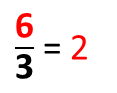 6/3 = 2